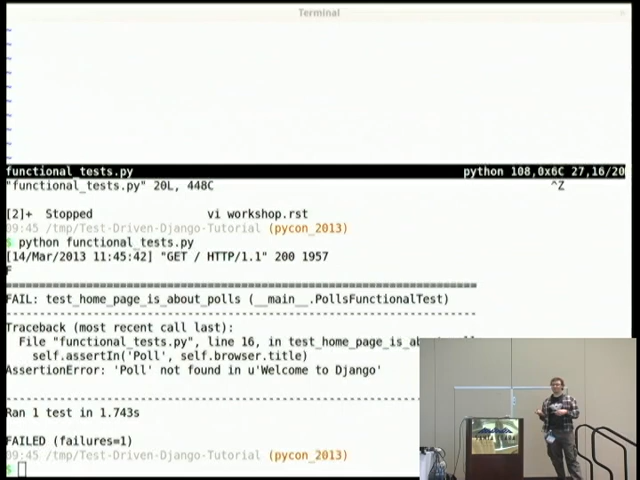 Terminal
functional_tests.py python 108,0x6C 27,16/20
"functional_tests.py" 20L, 448C ^Z
[2]+ Stopped vi workshop.rst
09:45 /tmp/Test-Driven-Django-Tutorial (pycon_2013)
$ python functional_tests.py
[14/Mar/2013 11:45:42] "GET / HTTP/1.1" 200 1957
F
======================================================================
FAIL: test_home_page_is_about_polls (__main__.PollsFunctionalTest)
----------------------------------------------------------------------
Traceback (most recent call last):
File "functional_tests.py", line 16, in test_home_page_is_about
self.assertIn('Poll', self.browser.title)
AssertionError: 'Poll' not found in u'Welcome to Django'
----------------------------------------------------------------------
Ran 1 test in 1.743s
FAILED (failures=1)
09:45 /tmp/Test-Driven-Django-Tutorial (pycon_2013)
$